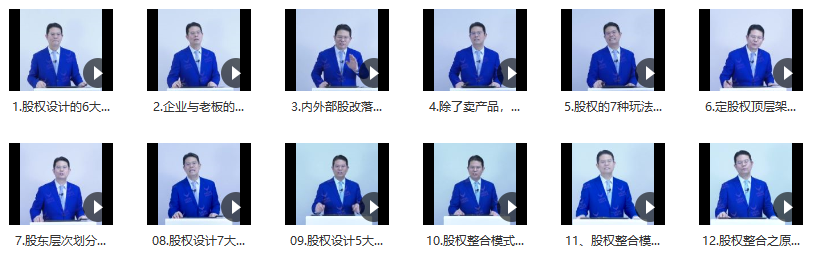 1.股权设计的6大...
2.企业与老板的...
3.内外部股改落...
4.除了卖产品，...
5.股权的7种玩法...
6.定股权顶层架...
7.股东层次划分...
08.股权设计7大...
09.股权设计5大...
10.股权整合模式...
11、股权整合模...
12.股权整合之原...